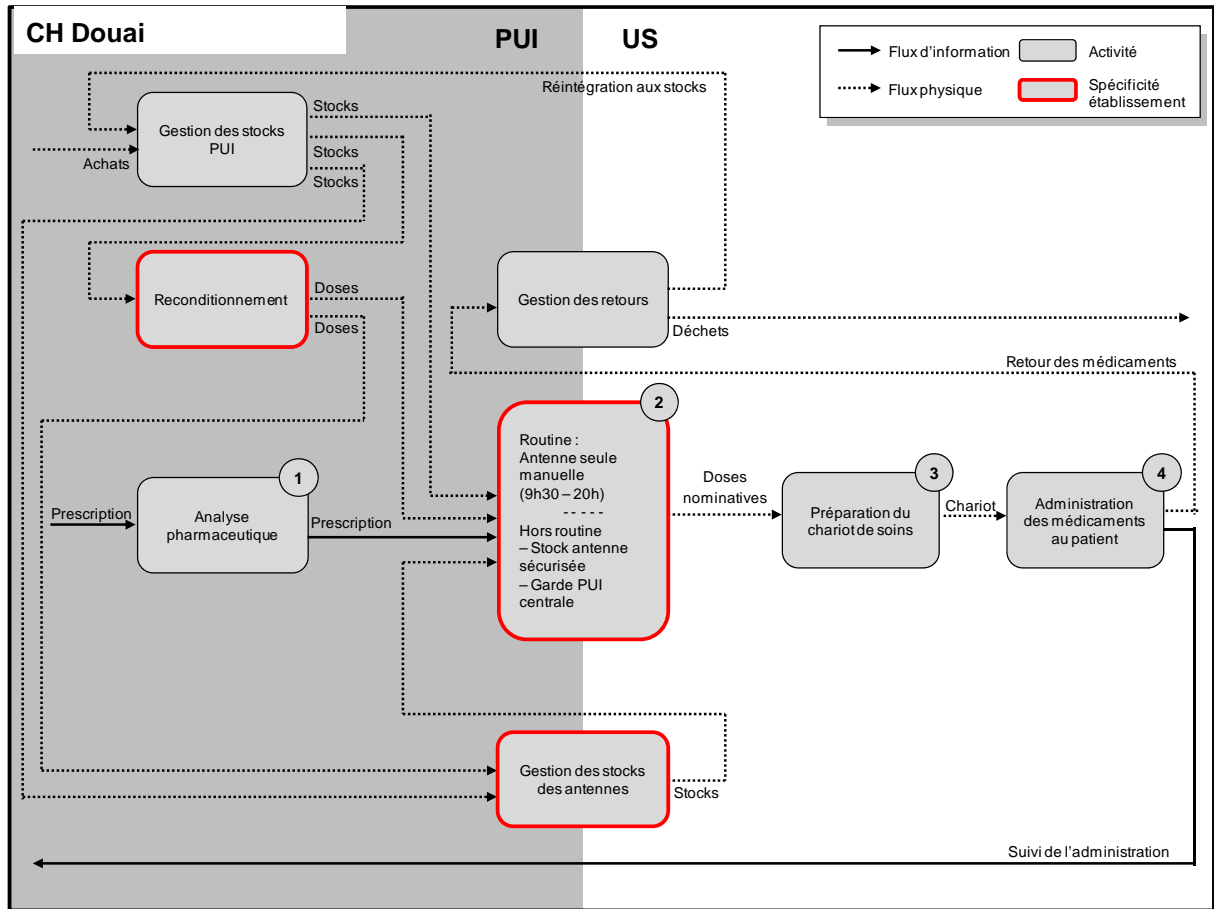 CH Douai
PUI
US
Flux d'information
Activité
Flux physique
Spécificité
établissement
Réintégration aux stocks
Stocks
Gestion des stocks
PUI
Stocks
Achats
Stocks
Reconditionnement
Doses
Doses
Gestion des retours
Déchets
Retour des médicaments
2
Routine :
Antenne seule
manuelle
(9h30 – 20h)
- - - - -
Hors routine
– Stock antenne
sécurisée
– Garde PUI
centrale
1
Prescription
Analyse
pharmaceutique
Prescription
Doses
nominatives
3
Préparation du
chariot de soins
Chariot
4
Administration
des médicaments
au patient
Gestion des stocks
des antennes
Stocks
Suivi de l'administration